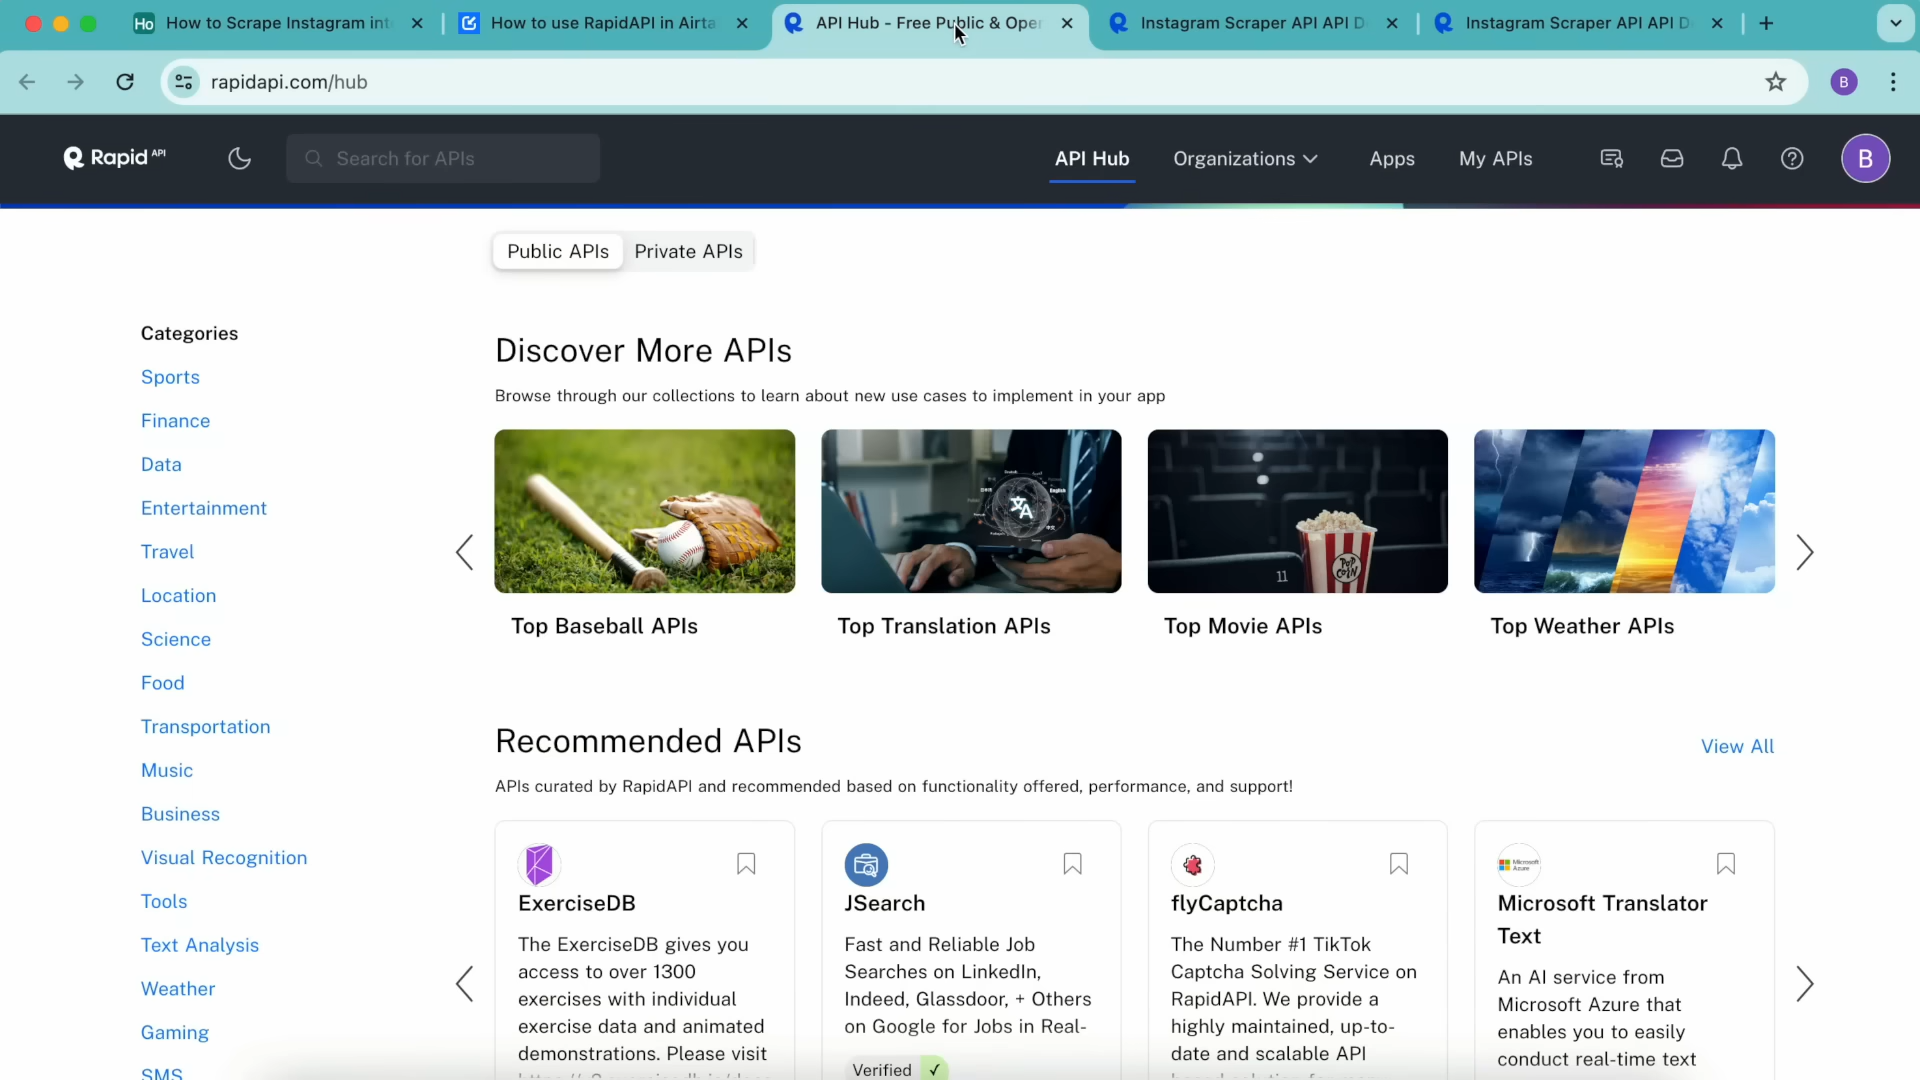 How to Scrape Instagram int
How to use RapidAPI in Airta
API Hub - Free Public & Oper
Instagram Scraper API API D
Instagram Scraper API API D
rapidapi.com/hub
B
Rapid API
Search for APIs
API Hub
Organizations
Apps
My APIs
B
Public APIs
Private APIs
Categories
Sports
Finance
Data
Entertainment
Travel
Location
Science
Food
Transportation
Music
Business
Visual Recognition
Tools
Text Analysis
Weather
Gaming
SMS
Discover More APIs
Browse through our collections to learn about new use cases to implement in your app
Top Baseball APIs
Top Translation APIs
Top Movie APIs
Top Weather APIs
Recommended APIs
View All
APIs curated by RapidAPI and recommended based on functionality offered, performance, and support!
ExerciseDB
The ExerciseDB gives you
access to over 1300
exercises with individual
exercise data and animated
demonstrations. Please visit
JSearch
Fast and Reliable Job
Searches on LinkedIn,
Indeed, Glassdoor, + Others
on Google for Jobs in Real-
Verified ✓
flyCaptcha
The Number #1 TikTok
Captcha Solving Service on
RapidAPI. We provide a
highly maintained, up-to-
date and scalable API
Microsoft Azure
Microsoft Translator
Text
An AI service from
Microsoft Azure that
enables you to easily
conduct real-time text
POP
CORN
11
Ho